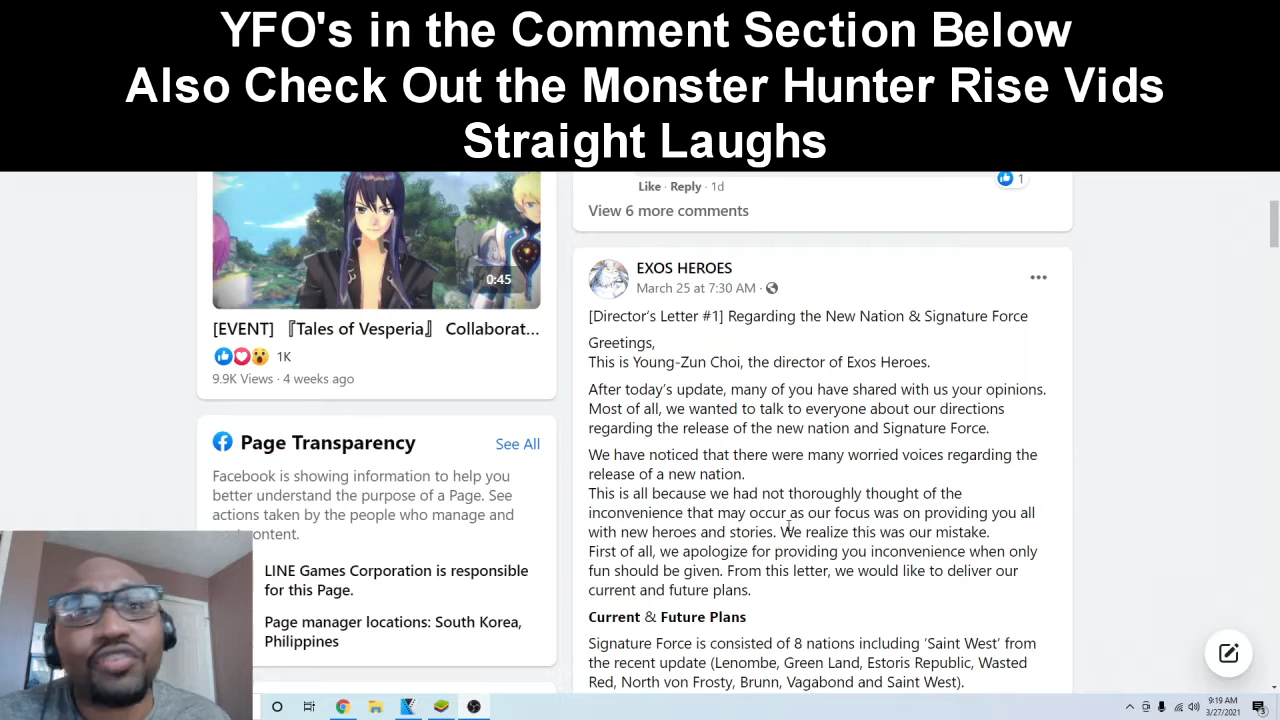 YFO's in the Comment Section Below
Also Check Out the Monster Hunter Rise Vids
Straight Laughs
Like · Reply · 1d
1
View 6 more comments
0:45
[EVENT] 『Tales of Vesperia』 Collaborat...
1K
9.9K Views · 4 weeks ago
Page Transparency
See All
Facebook is showing information to help you
better understand the purpose of a Page. See
actions taken by the people who manage and
ontent.
LINE Games Corporation is responsible
for this Page.
Page manager locations: South Korea,
Philippines
EXOS HEROES
March 25 at 7:30 AM ·
[Director's Letter #1] Regarding the New Nation & Signature Force
Greetings,
This is Young-Zun Choi, the director of Exos Heroes.
After today's update, many of you have shared with us your opinions.
Most of all, we wanted to talk to everyone about our directions
regarding the release of the new nation and Signature Force.
We have noticed that there were many worried voices regarding the
release of a new nation.
This is all because we had not thoroughly thought of the
inconvenience that may occur as our focus was on providing you all
with new heroes and stories. We realize this was our mistake.
First of all, we apologize for providing you inconvenience when only
fun should be given. From this letter, we would like to deliver our
current and future plans.
Current & Future Plans
Signature Force is consisted of 8 nations including 'Saint West' from
the recent update (Lenombe, Green Land, Estoris Republic, Wasted
Red, North von Frosty, Brunn, Vagabond and Saint West).
9:19 AM
3/27/2021
3